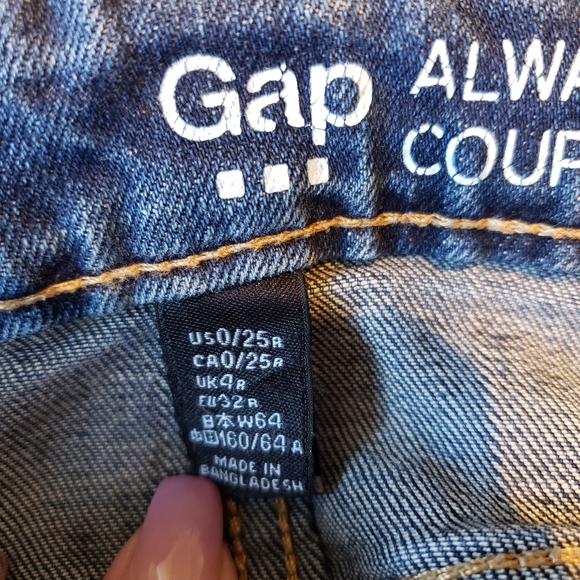 Gap ALWA
COUP
US0/25R
CA0/25R
UK4R
EU32R
日本W64
中国160/64A
MADE IN
BANGLADESH